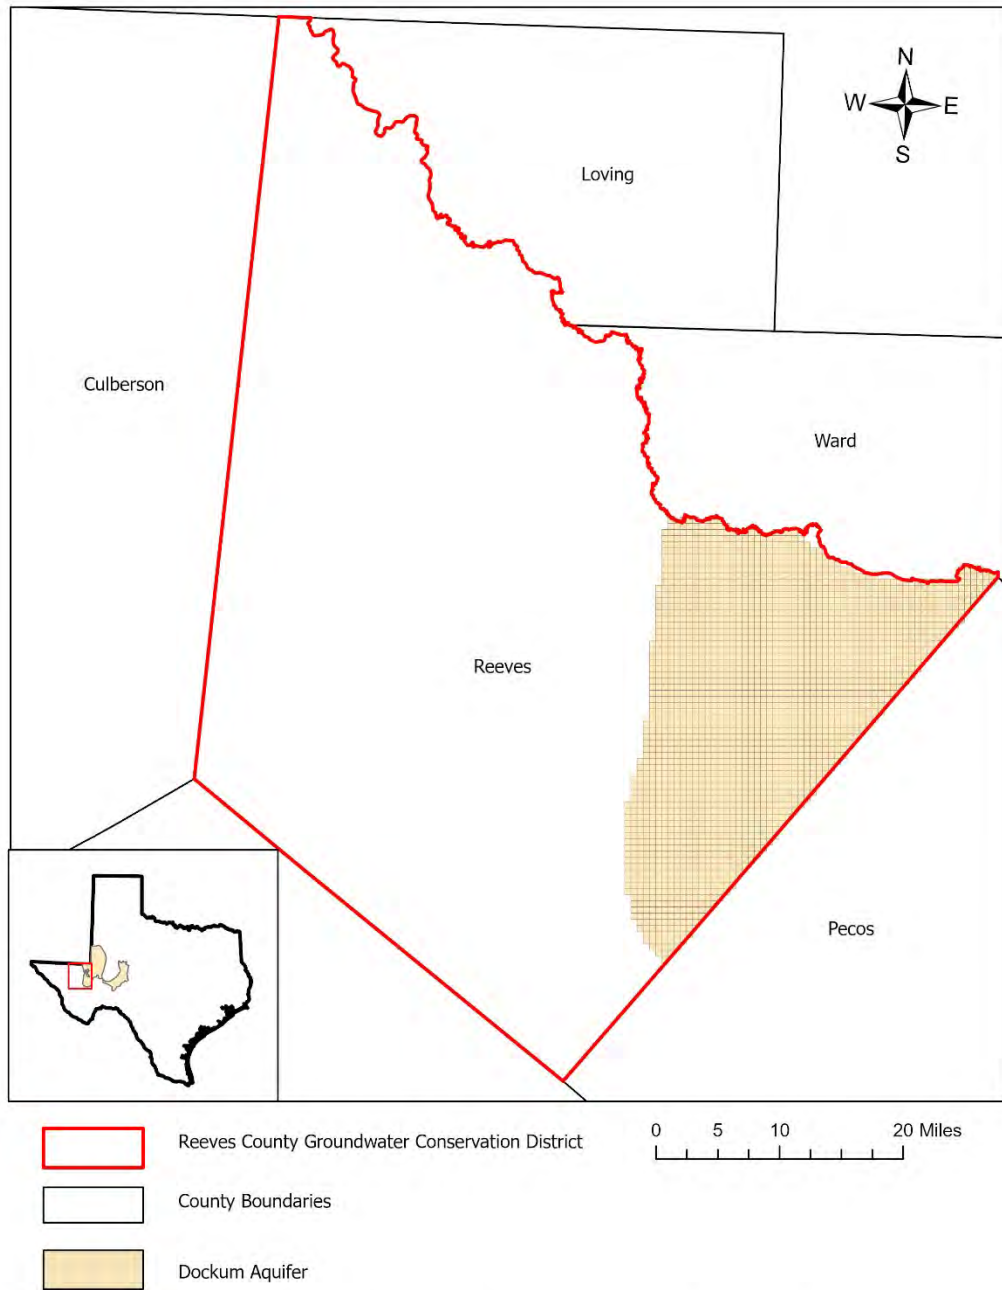 N
W E
S
Loving
Culberson
Ward
Reeves
Pecos
Reeves County Groundwater Conservation District
0 5 10 20 Miles
County Boundaries
Dockum Aquifer